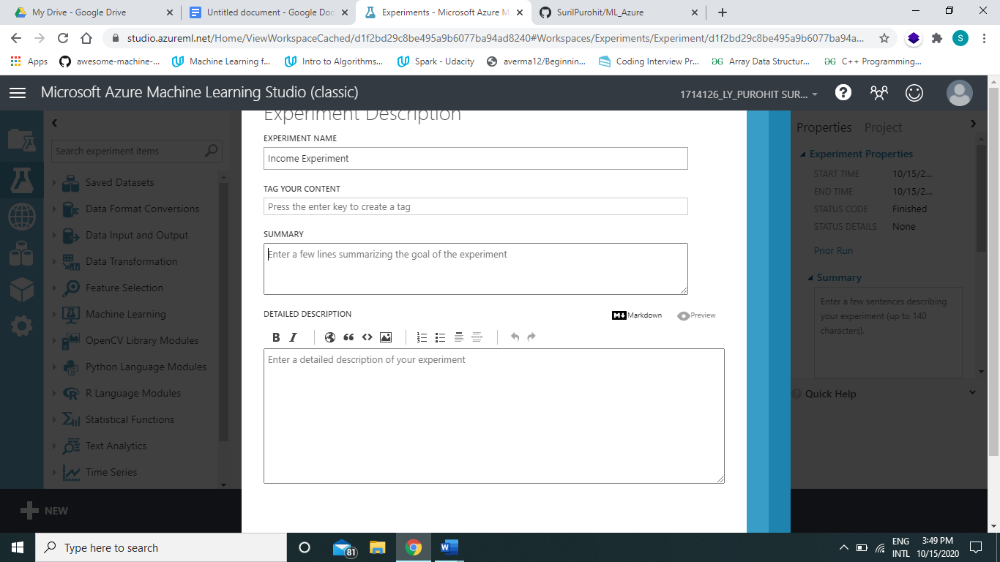 My Drive - Google Drive
Untitled document - Google Doc
Experiments - Microsoft Azure M
SurilPurohit/ML_Azure
studio.azureml.net/Home/ViewWorkspaceCached/d1f2bd29c8be495a9b6077ba94ad8240#Workspaces/Experiments/Experiment/d1f2bd29c8be495a9b6077ba94a...
S
Apps
awesome-machine-...
Machine Learning f...
Intro to Algorithms...
Spark - Udacity
averma12/Beginnin...
Coding Interview Pr...
Array Data Structur...
C++ Programming...
Microsoft Azure Machine Learning Studio (classic)
1714126_LY_PUROHIT SUR...
Search experiment items
Saved Datasets
Data Format Conversions
Data Input and Output
Data Transformation
Feature Selection
Machine Learning
OpenCV Library Modules
Python Language Modules
R Language Modules
Statistical Functions
Text Analytics
Time Series
NEW
Experiment Description
EXPERIMENT NAME
Income Experiment
TAG YOUR CONTENT
Press the enter key to create a tag
SUMMARY
Enter a few lines summarizing the goal of the experiment
DETAILED DESCRIPTION
Markdown
Preview
B I
Enter a detailed description of your experiment
Properties Project
Experiment Properties
START TIME 10/15/2...
END TIME 10/15/2...
STATUS CODE Finished
STATUS DETAILS None
Prior Run
Summary
Enter a few sentences describing
your experiment (up to 140
characters).
Quick Help
Type here to search
81
ENG
INTL
3:49 PM
10/15/2020